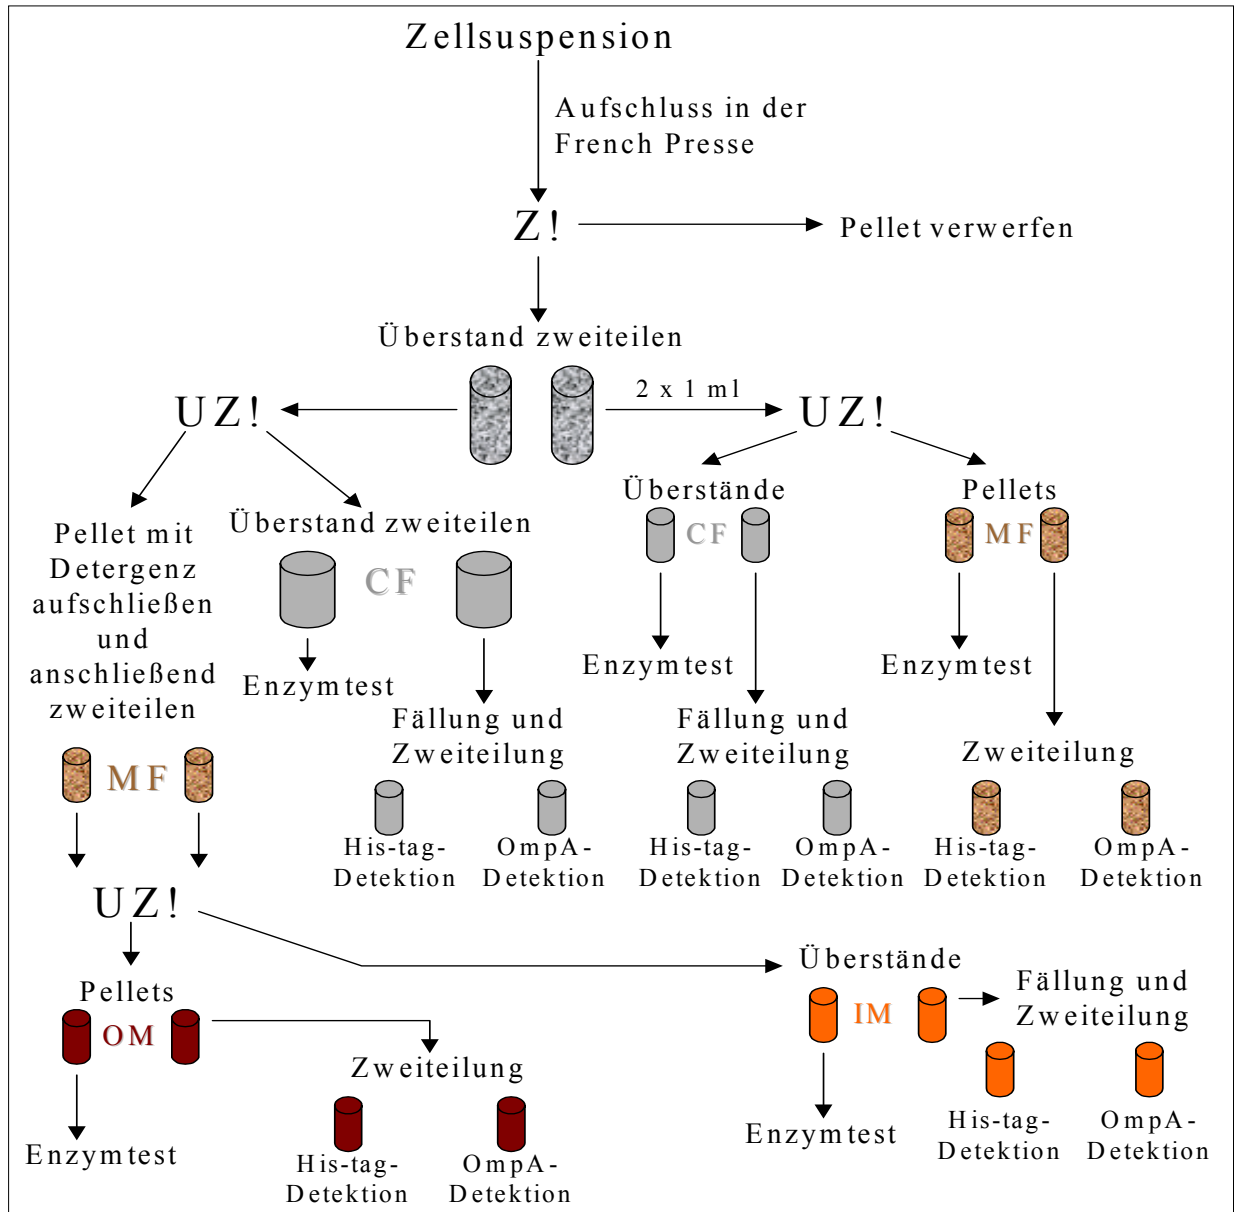 Zellsuspension
Aufschluss in der
French Presse
Z!
Pellet verwerfen
Überstand zweiteilen
2 x 1 ml
UZ!
UZ!
Pellet mit
Detergenz
aufschließen
und
anschließend
zweiteilen
MF
Überstand zweiteilen
CF
Enzymtest
Fällung und
Zweiteilung
His-tag-
Detektion
OmpA-
Detektion
Überstände
CF
Enzymtest
Fällung und
Zweiteilung
His-tag-
Detektion
OmpA-
Detektion
Pellets
MF
Enzymtest
Zweiteilung
His-tag-
Detektion
OmpA-
Detektion
UZ!
Pellets
OM
Enzymtest
Zweiteilung
His-tag-
Detektion
OmpA-
Detektion
Überstände
IM
Enzymtest
Fällung und
Zweiteilung
His-tag-
Detektion
OmpA-
Detektion